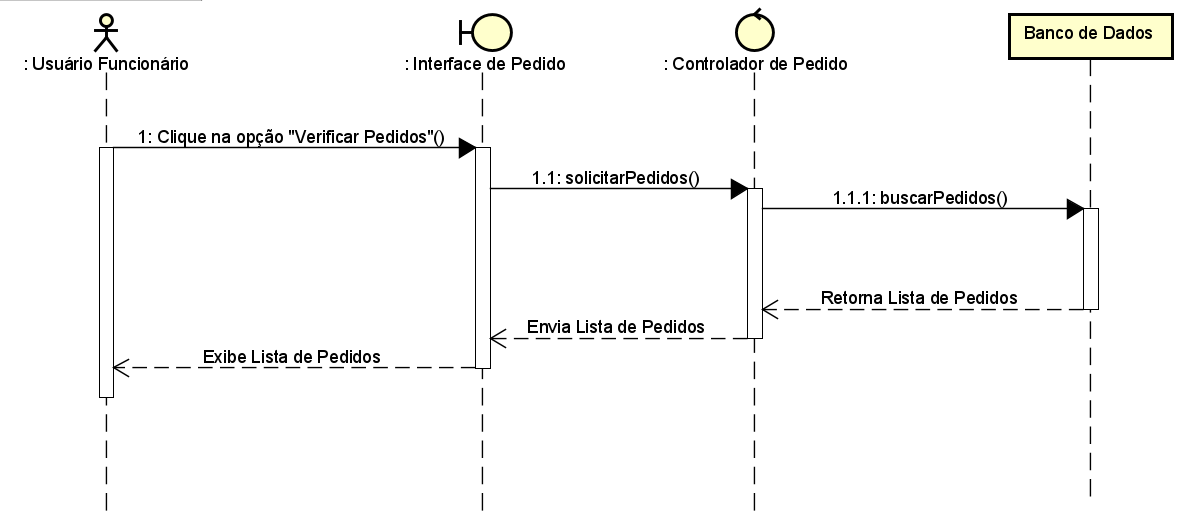 : Usuário Funcionário
: Interface de Pedido
: Controlador de Pedido
Banco de Dados
1: Clique na opção "Verificar Pedidos"()
1.1: solicitarPedidos()
1.1.1: buscarPedidos()
Retorna Lista de Pedidos
Envia Lista de Pedidos
Exibe Lista de Pedidos